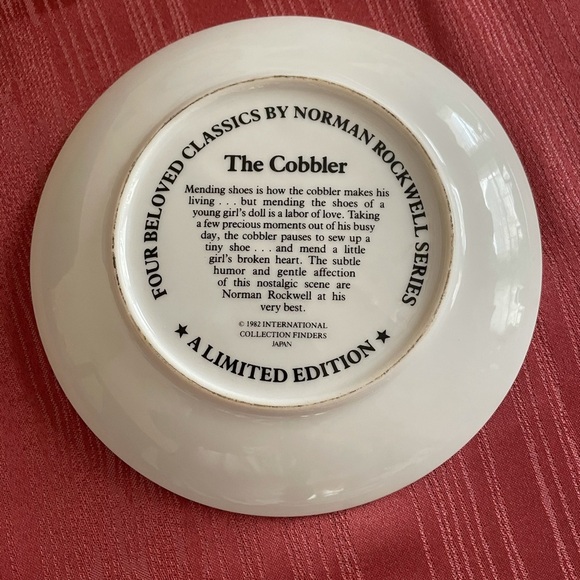 FOUR BELOVED CLASSICS BY NORMAN ROCKWELL SERIES
The Cobbler
Mending shoes is how the cobbler makes his
living . . . but mending the shoes of a
young girl's doll is a labor of love. Taking
a few precious moments out of his busy
day, the cobbler pauses to sew up a
tiny shoe . . . and mend a little
girl's broken heart. The subtle
humor and gentle affection
of this nostalgic scene are
Norman Rockwell at his
very best.
© 1982 INTERNATIONAL
COLLECTION FINDERS
JAPAN
★ A LIMITED EDITION ★